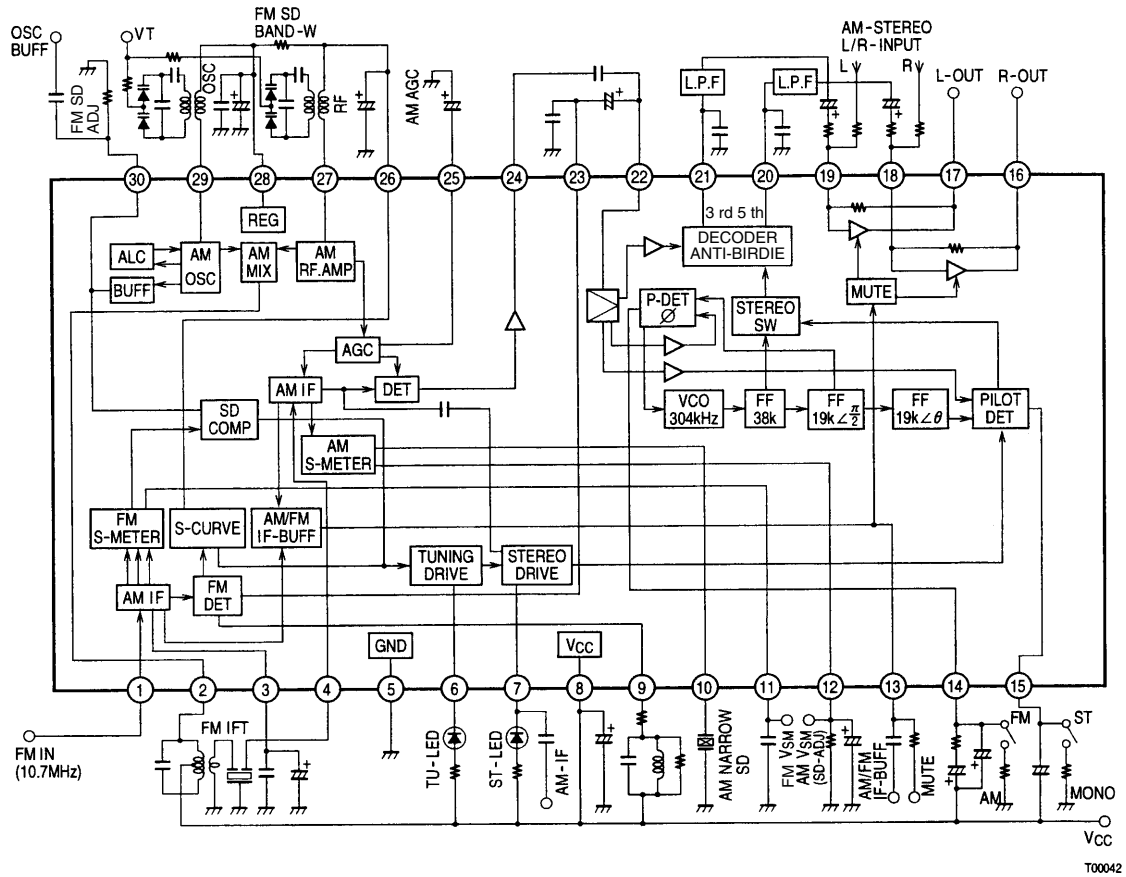 OSC
BUFF
VT
FM SD
BAND-W
AM-STEREO
L/R-INPUT
L
R
L-OUT
R-OUT
FM SD
ADJ
OSC
RF
AM AGC
L.P.F
L.P.F
30
29
28
27
26
25
24
23
22
21
20
19
18
17
16
REG
ALC
AM
OSC
AM
MIX
AM
RF.AMP
BUFF
3 rd 5 th
DECODER
ANTI-BIRDIE
MUTE
P-DET
Ø
STEREO
SW
AGC
AM IF
DET
VCO
304kHz
FF
38k
FF
19k∠π/2
FF
19k∠θ
PILOT
DET
SD
COMP
AM
S-METER
FM
S-METER
S-CURVE
AM/FM
IF-BUFF
TUNING
DRIVE
STEREO
DRIVE
AM IF
FM
DET
GND
VCC
1
2
3
4
5
6
7
8
9
10
11
12
13
14
15
FM IN
(10.7MHz)
FM IFT
TU-LED
ST-LED
AM-IF
AM NARROW
SD
FM VSM
AM VSM
(SD-ADJ)
AM/FM
IF-BUFF
MUTE
FM
AM
ST
MONO
VCC
T00042